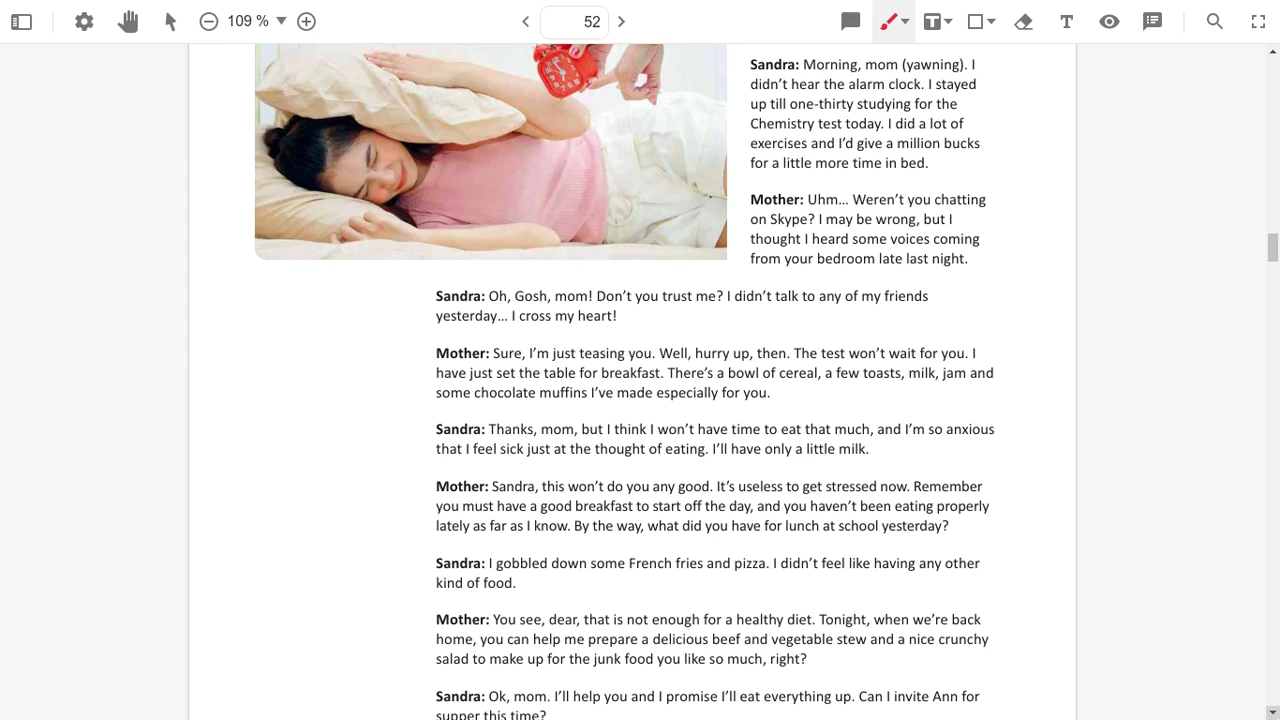 109 %
52
Sandra: Morning, mom (yawning). I
didn't hear the alarm clock. I stayed
up till one-thirty studying for the
Chemistry test today. I did a lot of
exercises and I'd give a million bucks
for a little more time in bed.
Mother: Uhm... Weren't you chatting
on Skype? I may be wrong, but I
thought I heard some voices coming
from your bedroom late last night.
Sandra: Oh, Gosh, mom! Don't you trust me? I didn't talk to any of my friends
yesterday... I cross my heart!
Mother: Sure, I'm just teasing you. Well, hurry up, then. The test won't wait for you. I
have just set the table for breakfast. There's a bowl of cereal, a few toasts, milk, jam and
some chocolate muffins I've made especially for you.
Sandra: Thanks, mom, but I think I won't have time to eat that much, and I'm so anxious
that I feel sick just at the thought of eating. I'll have only a little milk.
Mother: Sandra, this won't do you any good. It's useless to get stressed now. Remember
you must have a good breakfast to start off the day, and you haven't been eating properly
lately as far as I know. By the way, what did you have for lunch at school yesterday?
Sandra: I gobbled down some French fries and pizza. I didn't feel like having any other
kind of food.
Mother: You see, dear, that is not enough for a healthy diet. Tonight, when we're back
home, you can help me prepare a delicious beef and vegetable stew and a nice crunchy
salad to make up for the junk food you like so much, right?
Sandra: Ok, mom. I'll help you and I promise I'll eat everything up. Can I invite Ann for
supper this time?